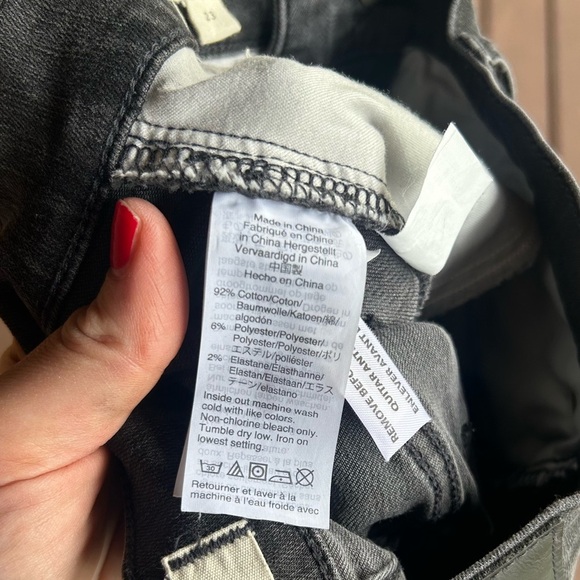 23
Made in China
Fabriqué en Chine
in China Hergestellt
Vervaardigd in China
中国製
Hecho en China
92% Cotton/Coton/
Baumwolle/Katoen/綿/
algodón
6% Polyester/Polyester/
Polyester/Polyester/ポリ
エステル/poliéster
2% Elastane/Élasthanne/
Elastan/Elastaan/エラス
テーン/elastano
Inside out machine wash
cold with like colors.
Non-chlorine bleach only.
Tumble dry low. Iron on
lowest setting.
30
Retourner et laver à la
machine à l'eau froide avec
REMOVE BEFO
QUITAR ANT
ENLEVER AVANT